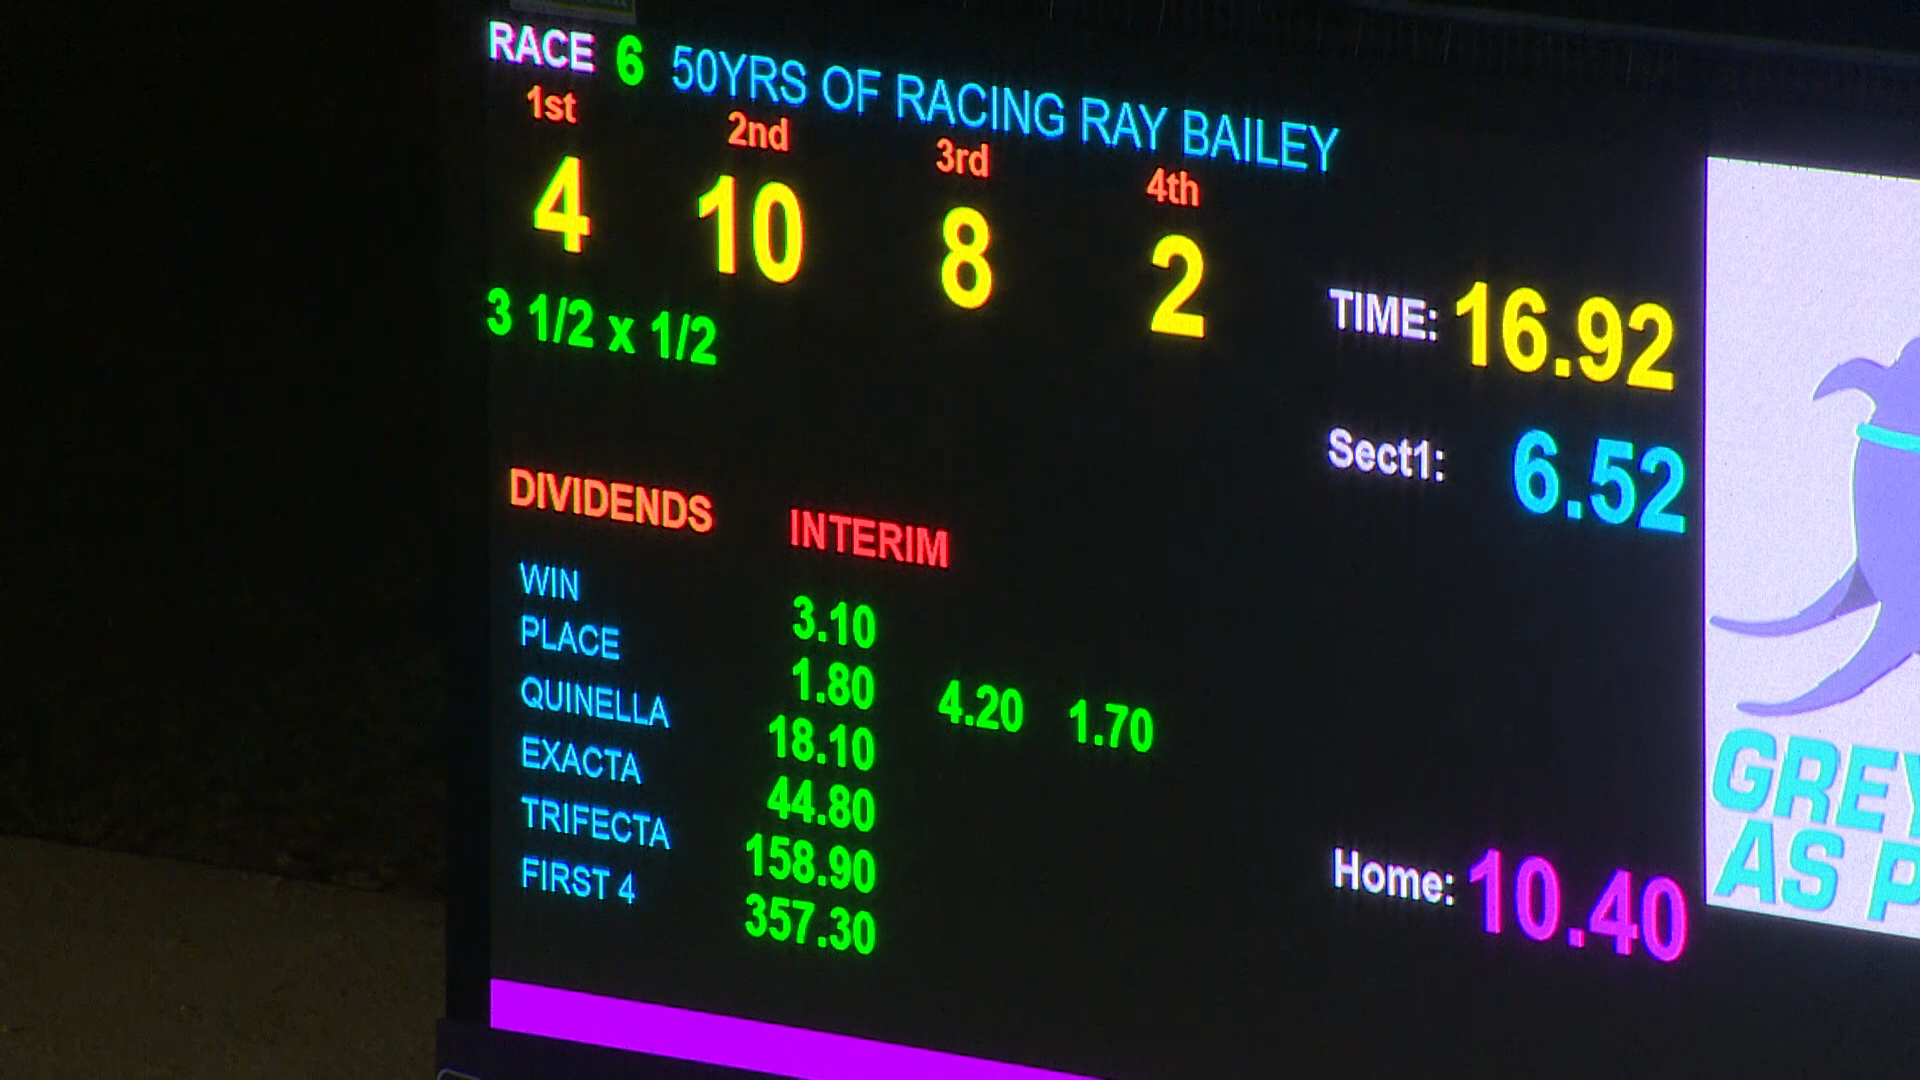 RACE 6 50YRS OF RACING RAY BAILEY
1st 2nd 3rd 4th
4 10 8 2
3 1/2 x 1/2
TIME: 16.92
Sect1: 6.52
DIVIDENDS INTERIM
WIN 3.10
PLACE 1.80 4.20 1.70
QUINELLA 18.10
EXACTA 44.80
TRIFECTA 158.90
FIRST 4 357.30
Home: 10.40
GREY
AS P